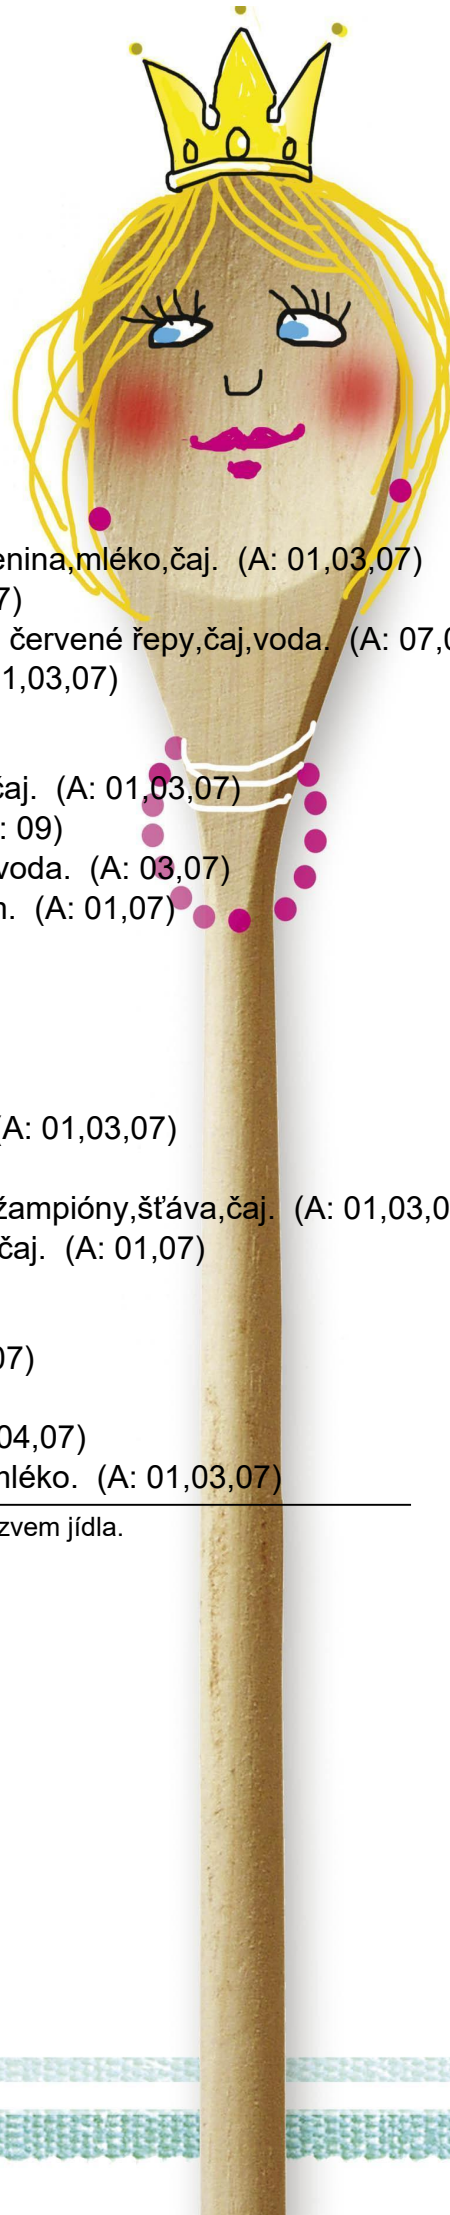 enina,mléko,čaj.  (A: 01,03,07)
7)
červené řepy,čaj,voda.  (A: 07,0
1,03,07)
čaj.  (A: 01,03,07)
: 09)
voda.  (A: 03,07)
(A: 01,07)
(A: 01,03,07)
žampióny,šťáva,čaj.  (A: 01,03,0
čaj.  (A: 01,07)
07)
04,07)
mléko.  (A: 01,03,07)
zvem jídla.